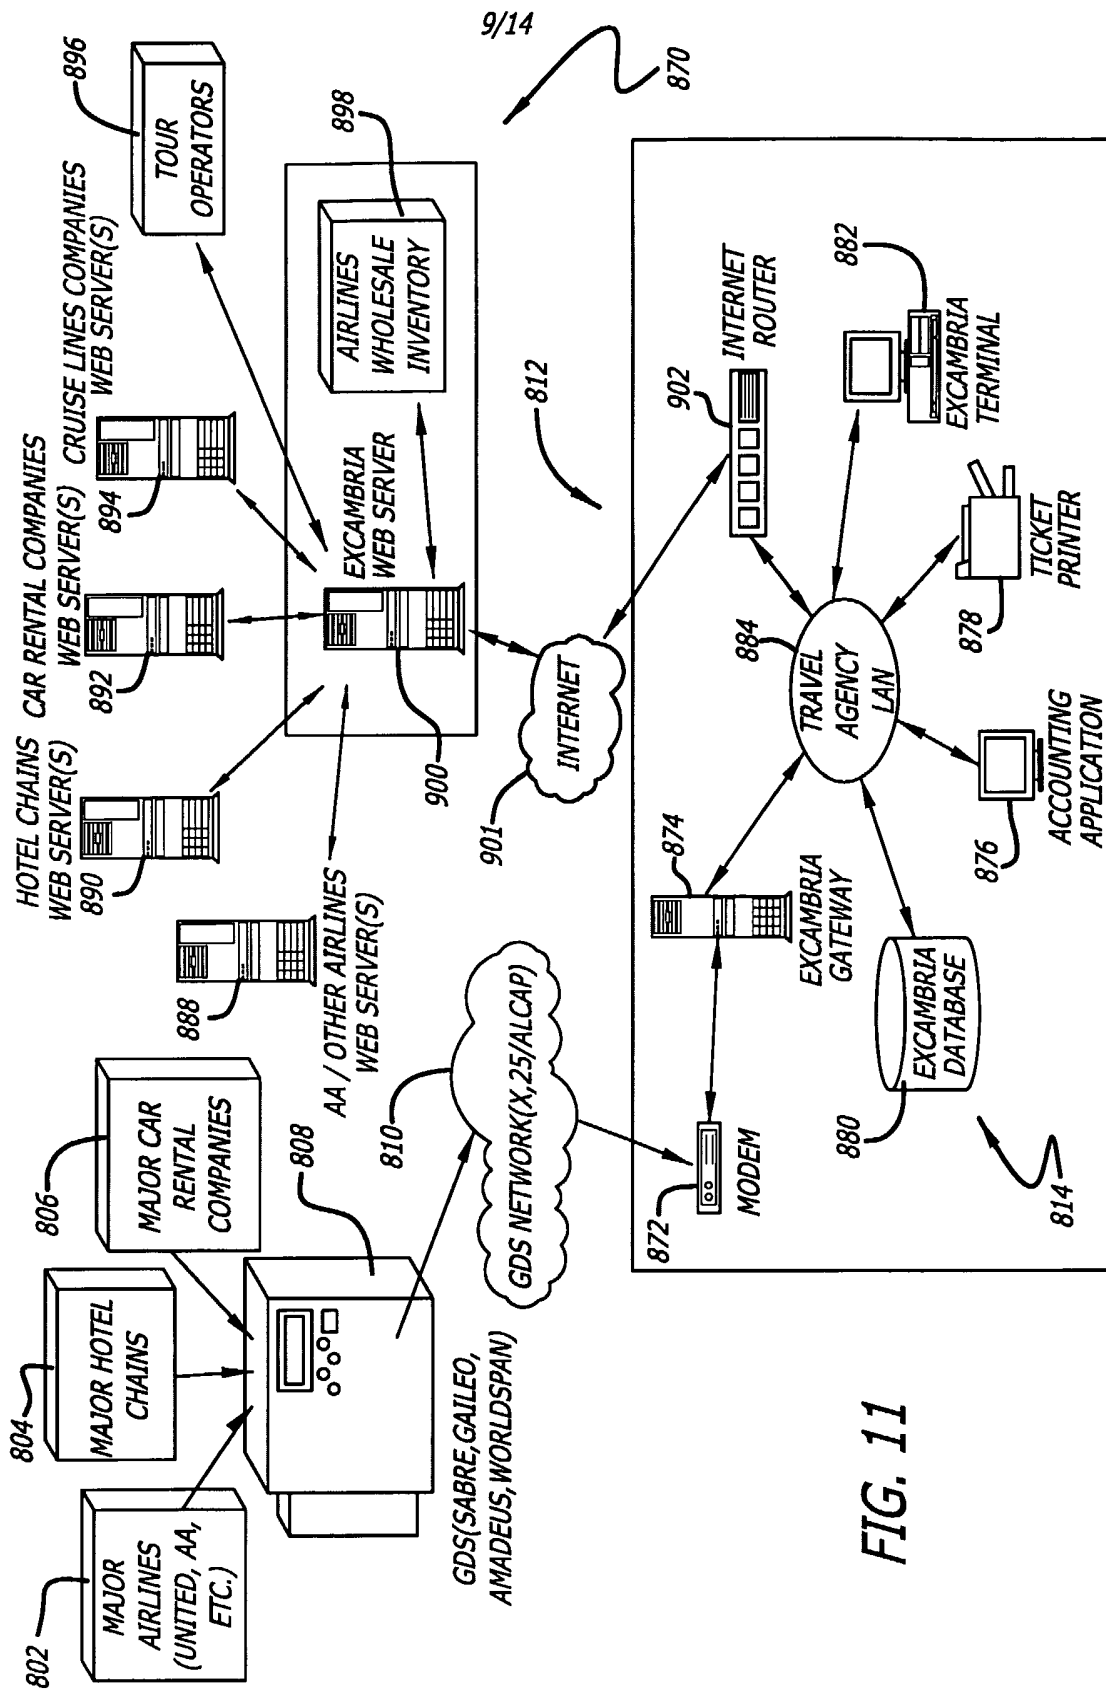 9/14
870
802
MAJOR
AIRLINES
(UNITED, AA,
ETC.)
804
MAJOR HOTEL
CHAINS
806
MAJOR CAR
RENTAL
COMPANIES
808
GDS(SABRE,GAILEO,
AMADEUS,WORLDSPAN)
810
GDS NETWORK(X,25/ALCAP)
888
AA / OTHER AIRLINES
WEB SERVER(S)
HOTEL CHAINS
WEB SERVER(S)
890
CAR RENTAL COMPANIES
WEB SERVER(S)
892
CRUISE LINES COMPANIES
WEB SERVER(S)
894
896
TOUR
OPERATORS
EXCAMBRIA
WEB SERVER
900
898
AIRLINES
WHOLESALE
INVENTORY
901
INTERNET
812
902
INTERNET
ROUTER
872
MODEM
874
EXCAMBRIA
GATEWAY
884
TRAVEL
AGENCY
LAN
882
EXCAMBRIA
TERMINAL
880
EXCAMBRIA
DATABASE
876
ACCOUNTING
APPLICATION
878
TICKET
PRINTER
814
FIG. 11